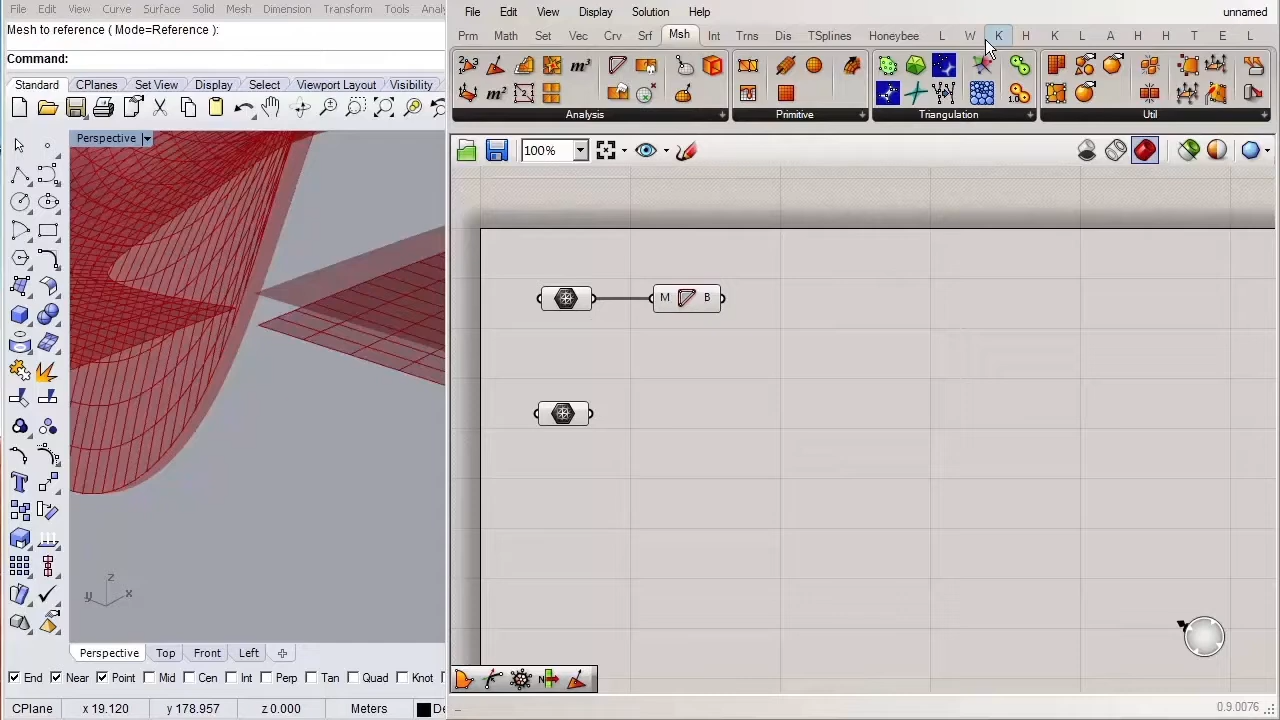 File Edit View Curve Surface Solid Mesh Dimension Transform Tools Analy
Mesh to reference ( Mode=Reference ):
Command:
Standard CPlanes Set View Display Select Viewport Layout Visibility
Perspective
z
y x
Perspective Top Front Left
End Near Point Mid Cen Int Perp Tan Quad Knot
CPlane x 19.120 y 178.957 z 0.000 Meters De
File Edit View Display Solution Help unnamed
Prm Math Set Vec Crv Srf Msh Int Trns Dis TSplines Honeybee L W K H K L A H H T E L
Analysis Primitive Triangulation Util
100%
M B
0.9.0076